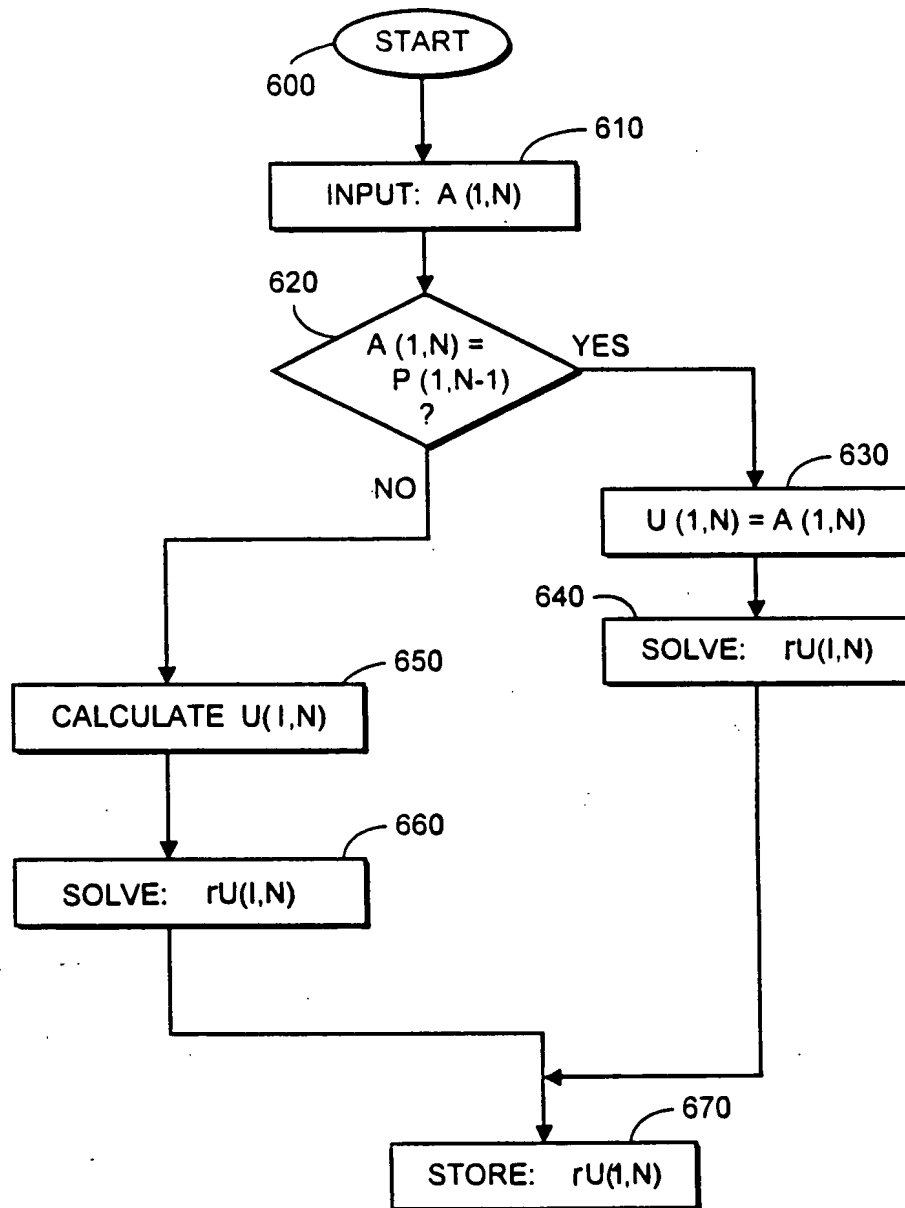 START
600
610
INPUT: A (1,N)
620
A (1,N) =
P (1,N-1)
?
YES
NO
630
U (1,N) = A (1,N)
640
SOLVE: rU(I,N)
650
CALCULATE U( I,N)
660
SOLVE: rU(I,N)
670
STORE: rU(1,N)